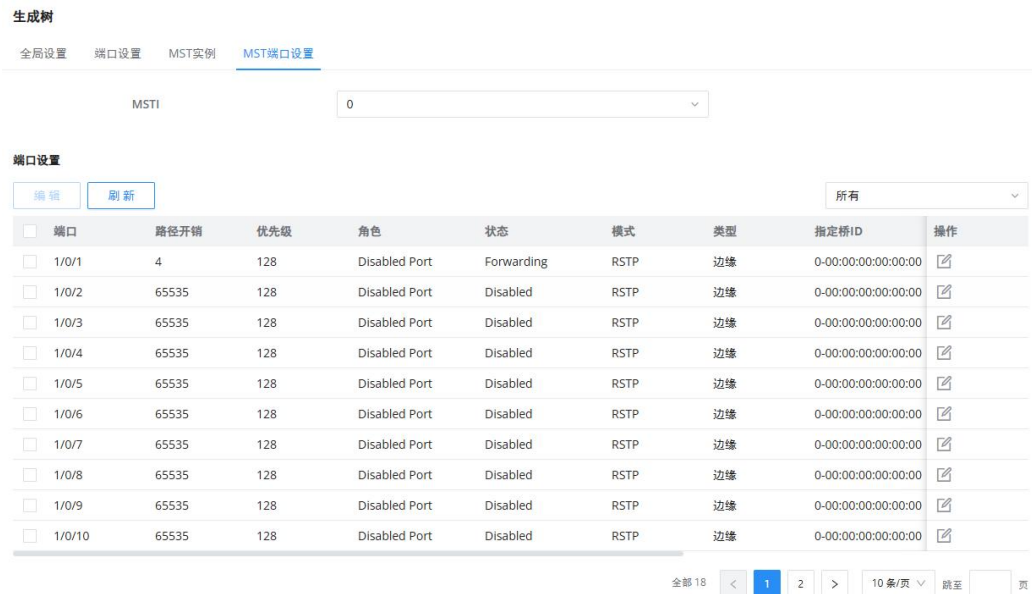 生成树
全局设置 端口设置 MST实例 MST端口设置
MSTI 0
端口设置
编辑 刷新 所有
端口 路径开销 优先级 角色 状态 模式 类型 指定桥ID 操作
1/0/1 4 128 Disabled Port Forwarding RSTP 边缘 0-00:00:00:00:00:00
1/0/2 65535 128 Disabled Port Disabled RSTP 边缘 0-00:00:00:00:00:00
1/0/3 65535 128 Disabled Port Disabled RSTP 边缘 0-00:00:00:00:00:00
1/0/4 65535 128 Disabled Port Disabled RSTP 边缘 0-00:00:00:00:00:00
1/0/5 65535 128 Disabled Port Disabled RSTP 边缘 0-00:00:00:00:00:00
1/0/6 65535 128 Disabled Port Disabled RSTP 边缘 0-00:00:00:00:00:00
1/0/7 65535 128 Disabled Port Disabled RSTP 边缘 0-00:00:00:00:00:00
1/0/8 65535 128 Disabled Port Disabled RSTP 边缘 0-00:00:00:00:00:00
1/0/9 65535 128 Disabled Port Disabled RSTP 边缘 0-00:00:00:00:00:00
1/0/10 65535 128 Disabled Port Disabled RSTP 边缘 0-00:00:00:00:00:00
全部 18 < 1 2 > 10 条/页 跳至 页